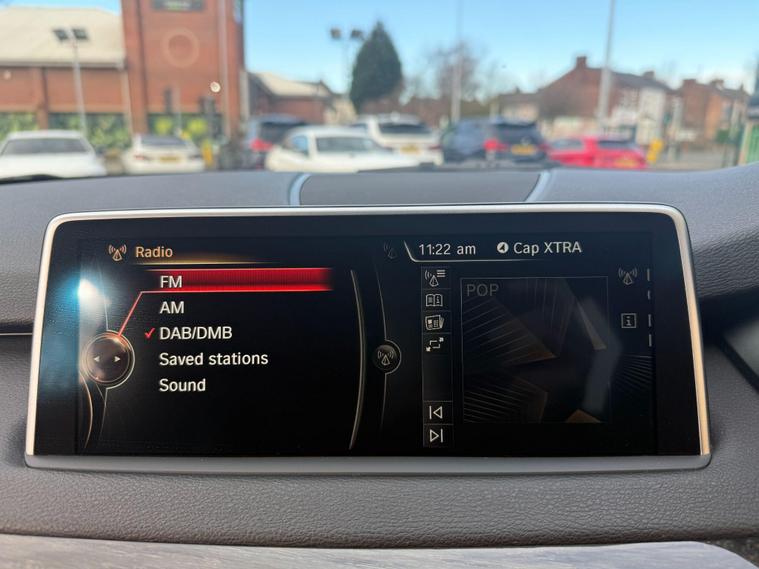 Radio
11:22 am Cap XTRA
FM
AM
DAB/DMB
Saved stations
Sound
POP